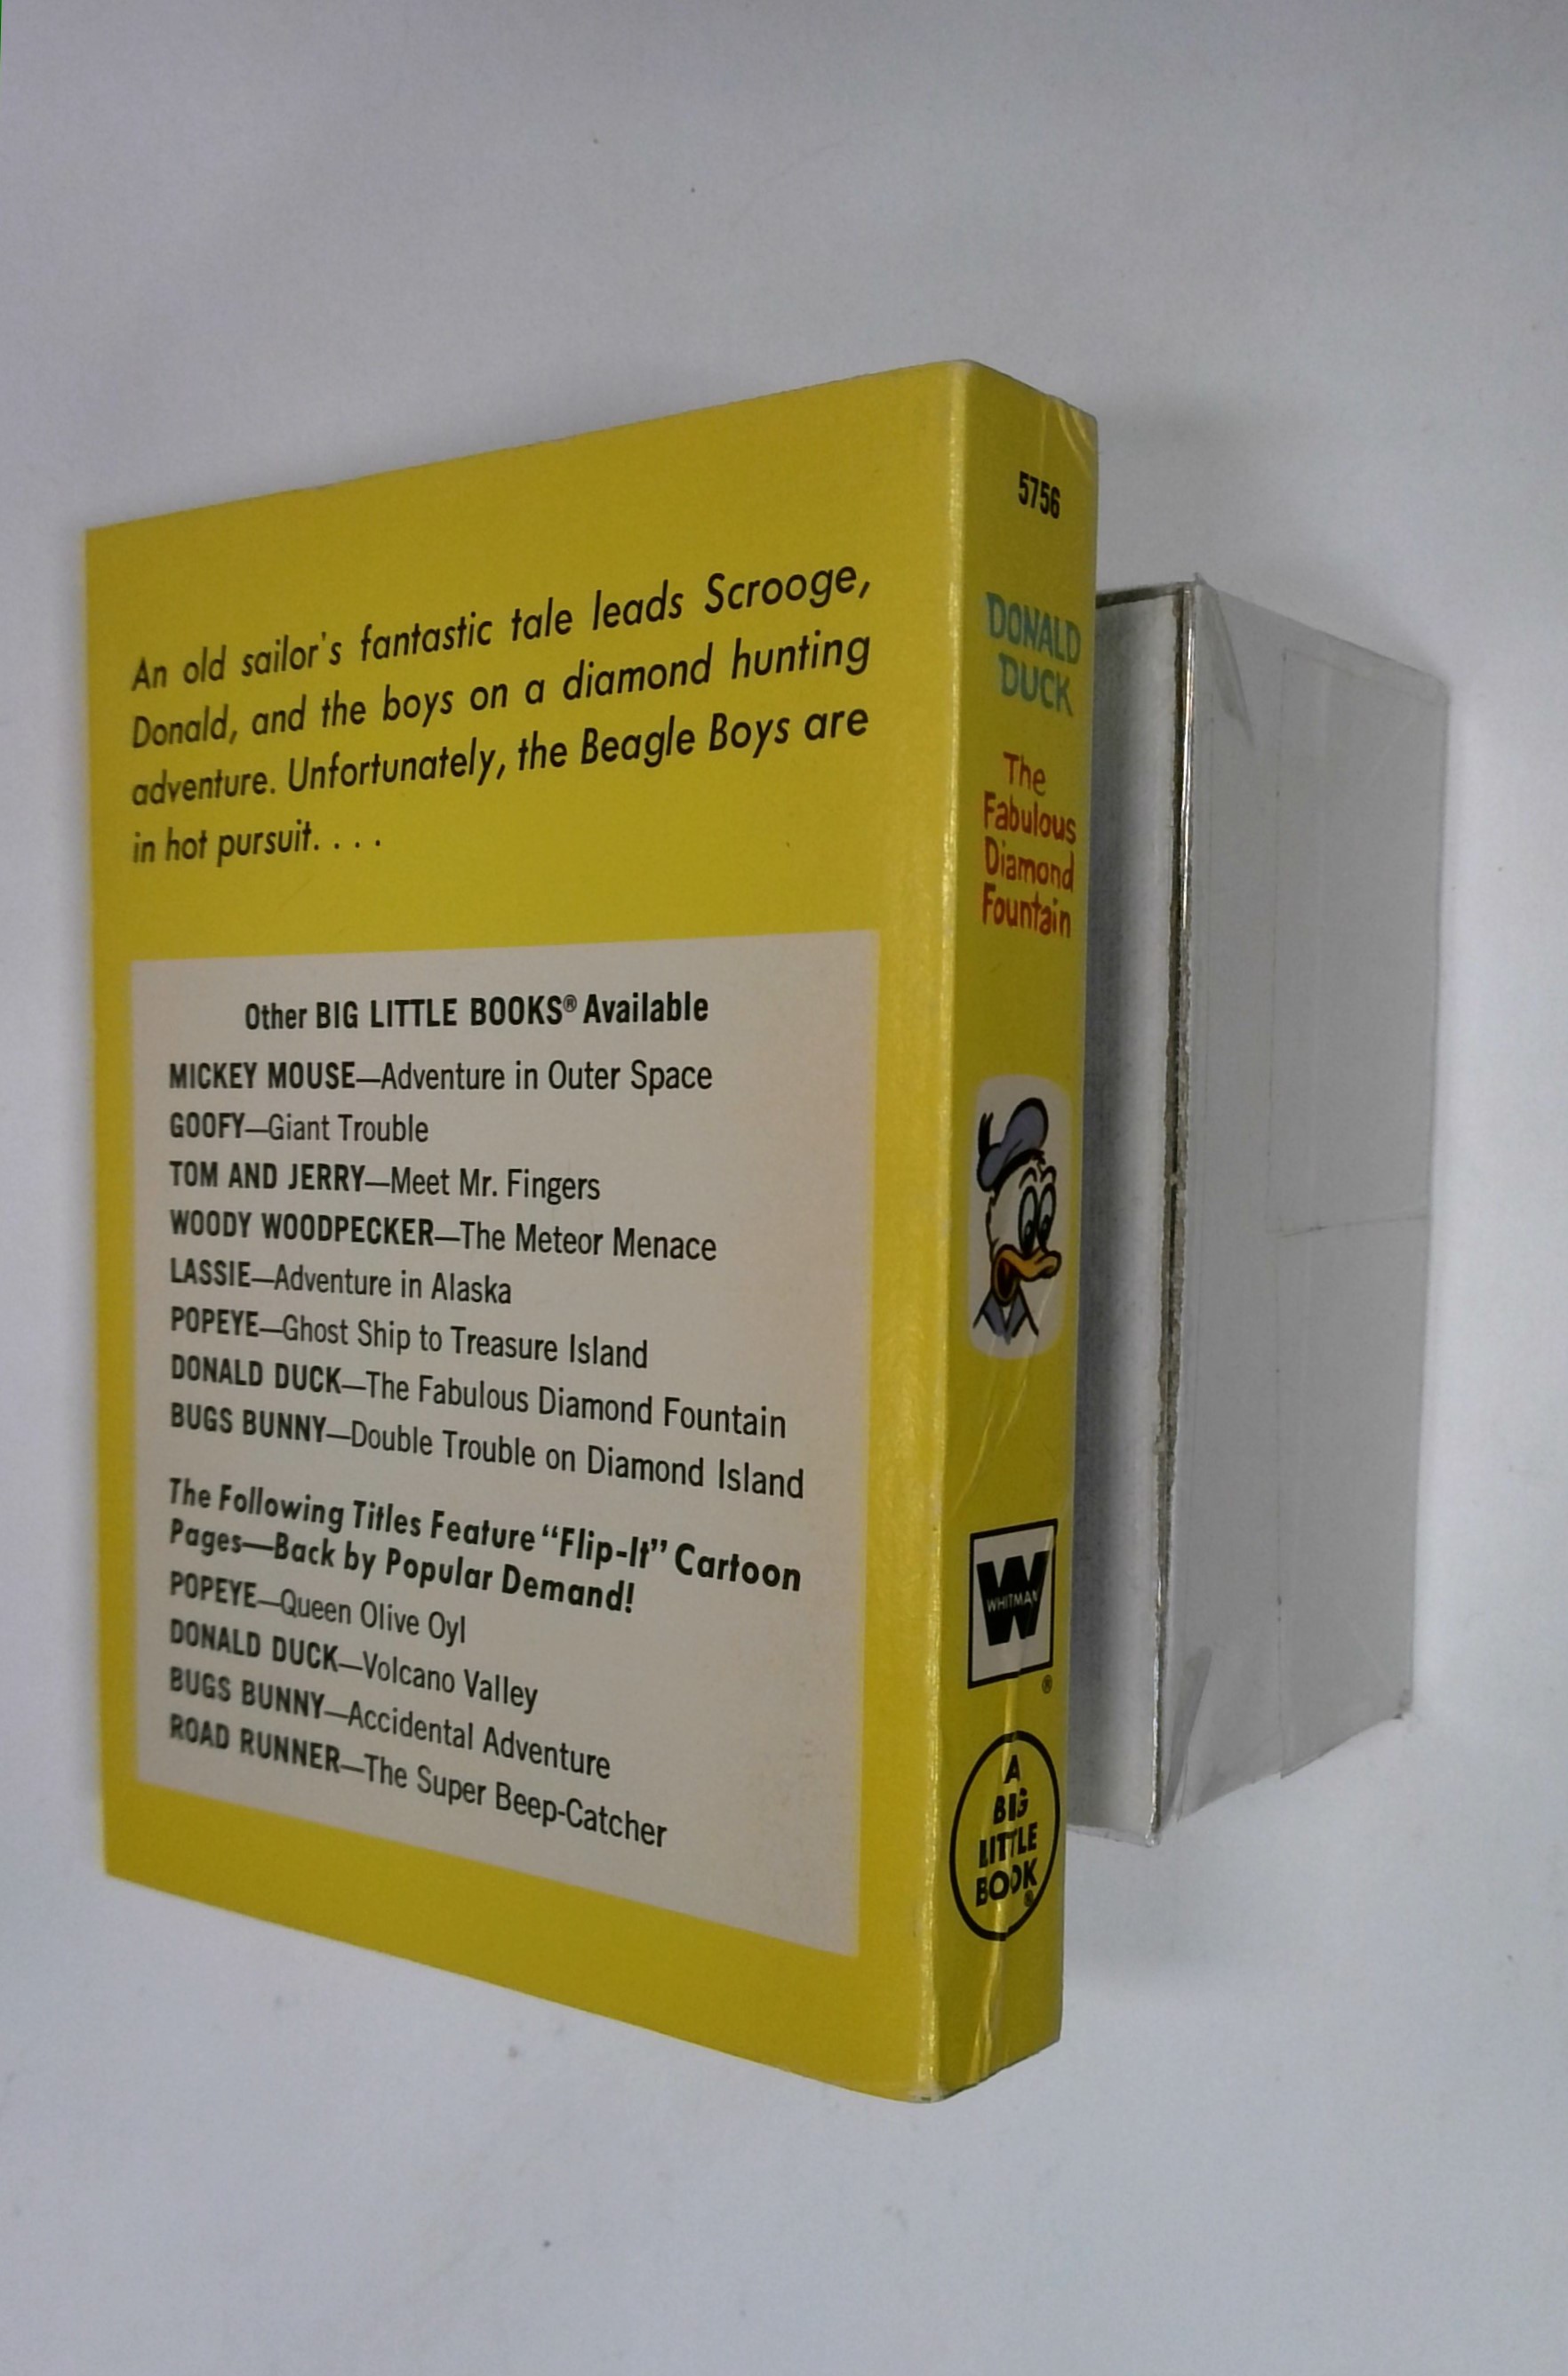 An old sailor's fantastic tale leads Scrooge,
Donald, and the boys on a diamond hunting
adventure. Unfortunately, the Beagle Boys are
in hot pursuit. . . .
Other BIG LITTLE BOOKS® Available
MICKEY MOUSE—Adventure in Outer Space
GOOFY—Giant Trouble
TOM AND JERRY—Meet Mr. Fingers
WOODY WOODPECKER—The Meteor Menace
LASSIE—Adventure in Alaska
POPEYE—Ghost Ship to Treasure Island
DONALD DUCK—The Fabulous Diamond Fountain
BUGS BUNNY—Double Trouble on Diamond Island
The Following Titles Feature “Flip-It” Cartoon
Pages—Back by Popular Demand!
POPEYE—Queen Olive Oyl
DONALD DUCK—Volcano Valley
BUGS BUNNY—Accidental Adventure
ROAD RUNNER—The Super Beep-Catcher
5756
DONALD
DUCK
The
Fabulous
Diamond
Fountain
W
WHITMAN
®
A
BIG
LITTLE
BOOK
®